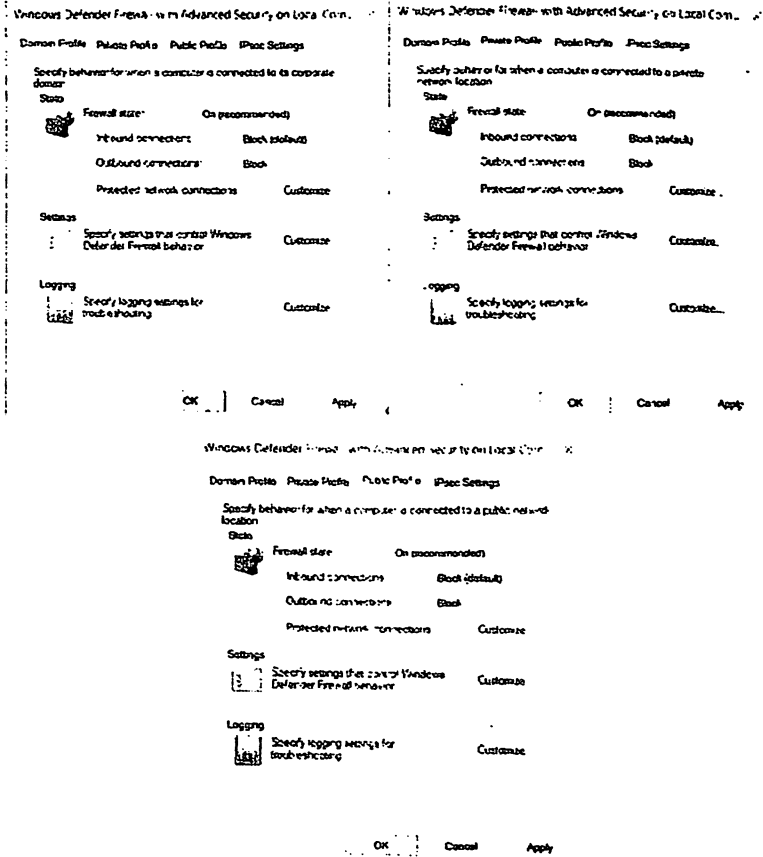 Windows Defender Firewall with Advanced Security on Local Com...
Domain Profile Private Profile Public Profile IPsec Settings
Specify behavior for when a computer is connected to its corporate
domain
State
Firewall state On (recommended)
Inbound connections Block (default)
Outbound connections Block
Protected network connections Customize
Settings
Specify settings that control Windows
Defender Firewall behavior
Customize
Logging
Specify logging settings for
troubleshooting
Customize
OK Cancel Apply
Windows Defender Firewall with Advanced Security on Local Com...
Domain Profile Private Profile Public Profile IPsec Settings
Specify behavior for when a computer is connected to a private
network location
State
Firewall state On (recommended)
Inbound connections Block (default)
Outbound connections Block
Protected network connections Customize...
Settings
Specify settings that control Windows
Defender Firewall behavior
Customize...
Logging
Specify logging settings for
troubleshooting
Customize...
OK Cancel Apply
Windows Defender Firewall with Advanced Security on Local Com... X
Domain Profile Private Profile Public Profile IPsec Settings
Specify behavior for when a computer is connected to a public network
location
State
Firewall state On (recommended)
Inbound connections Block (default)
Outbound connections Block
Protected network connections Customize
Settings
Specify settings that control Windows
Defender Firewall behavior
Customize
Logging
Specify logging settings for
troubleshooting
Customize
OK Cancel Apply